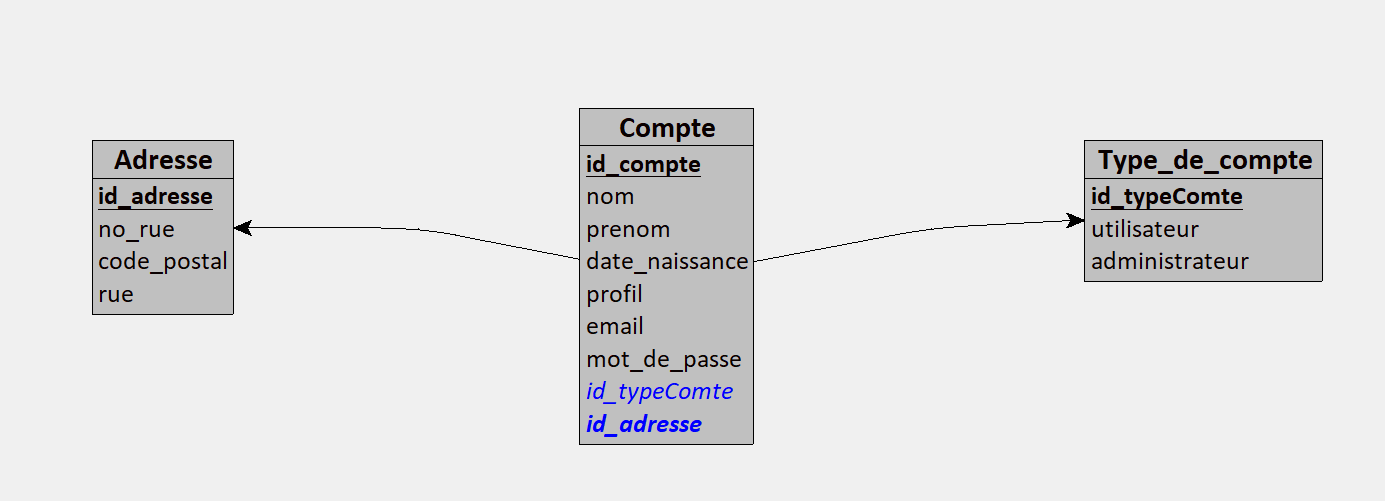 Adresse
id_adresse
no_rue
code_postal
rue
Compte
id_compte
nom
prenom
date_naissance
profil
email
mot_de_passe
id_typeComte
id_adresse
Type_de_compte
id_typeComte
utilisateur
administrateur